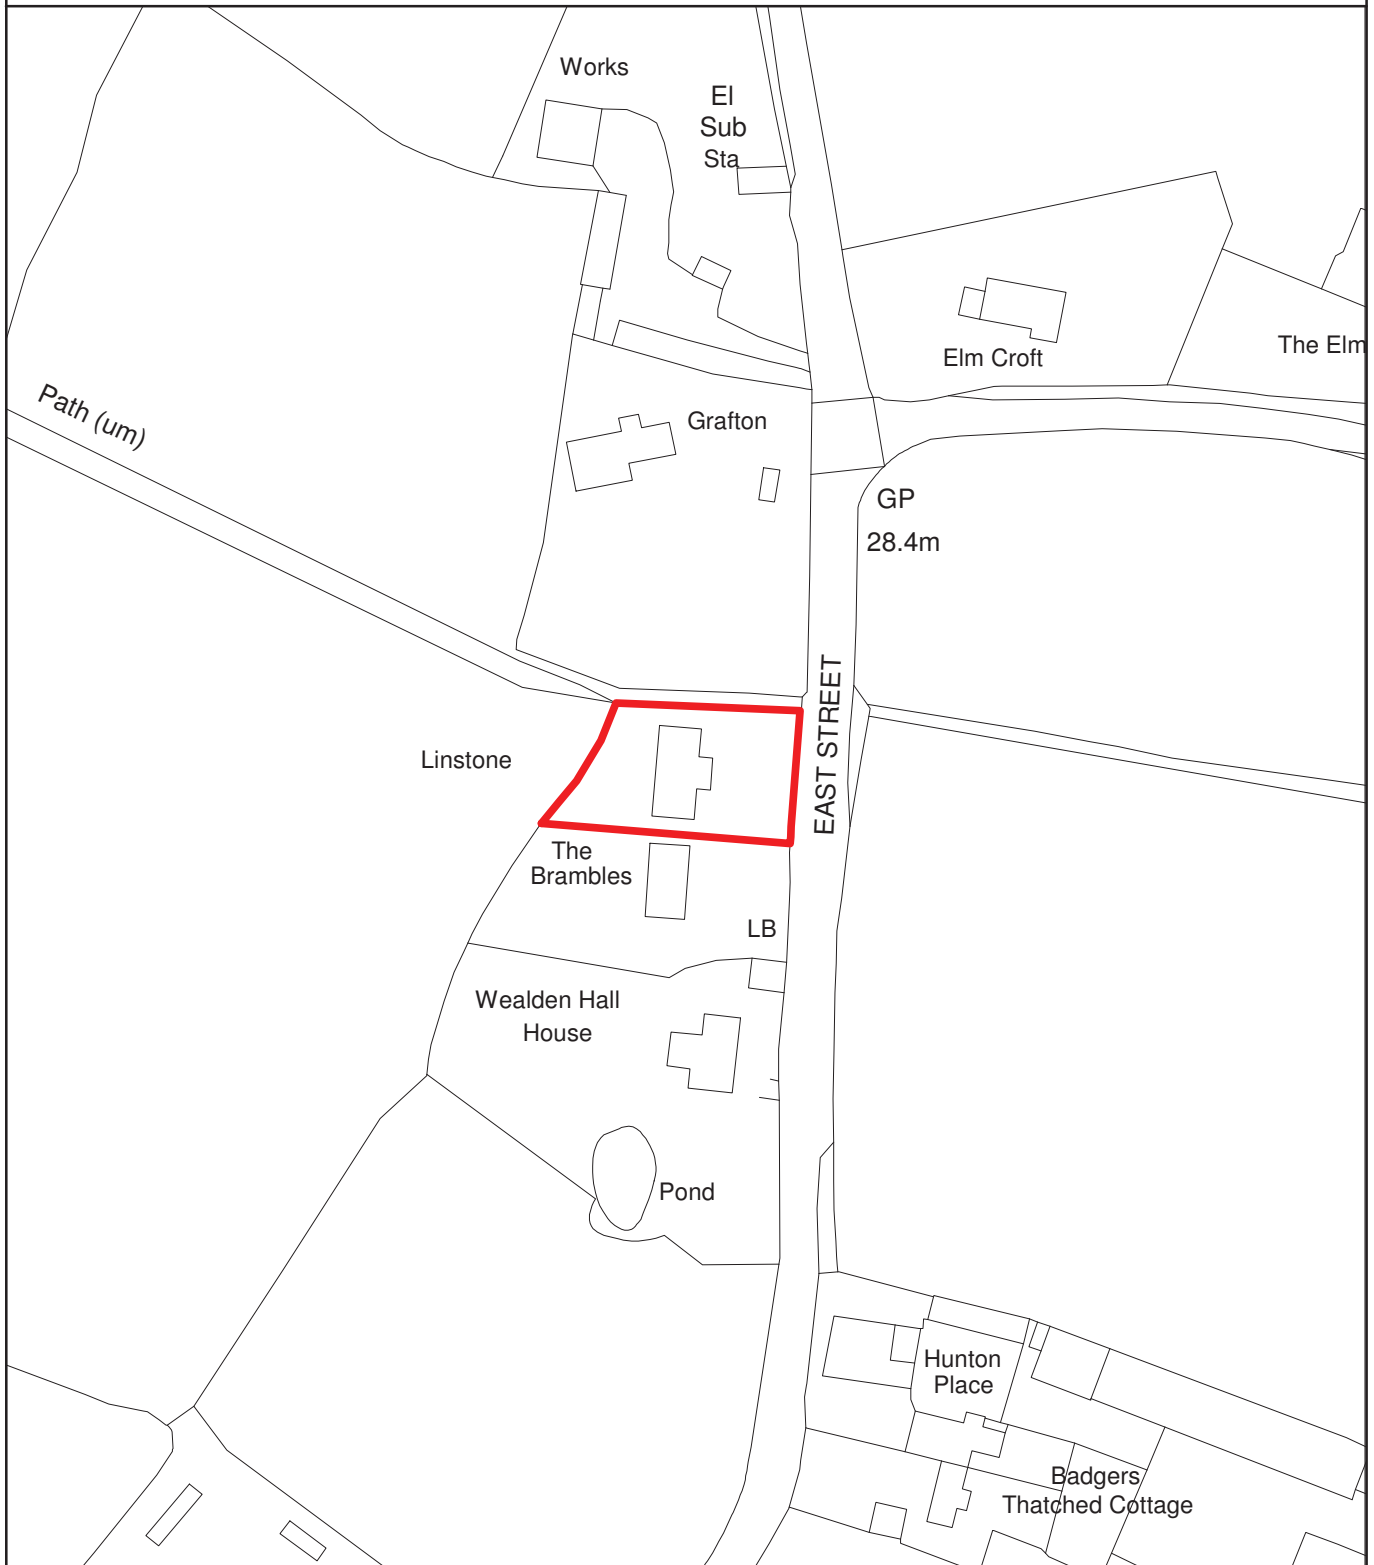 Works
El
Sub
Sta
Elm Croft
The Elm
Path (um)
Grafton
GP
28.4m
EAST STREET
Linstone
The
Brambles
LB
Wealden Hall
House
Pond
Hunton
Place
Badgers
Thatched Cottage